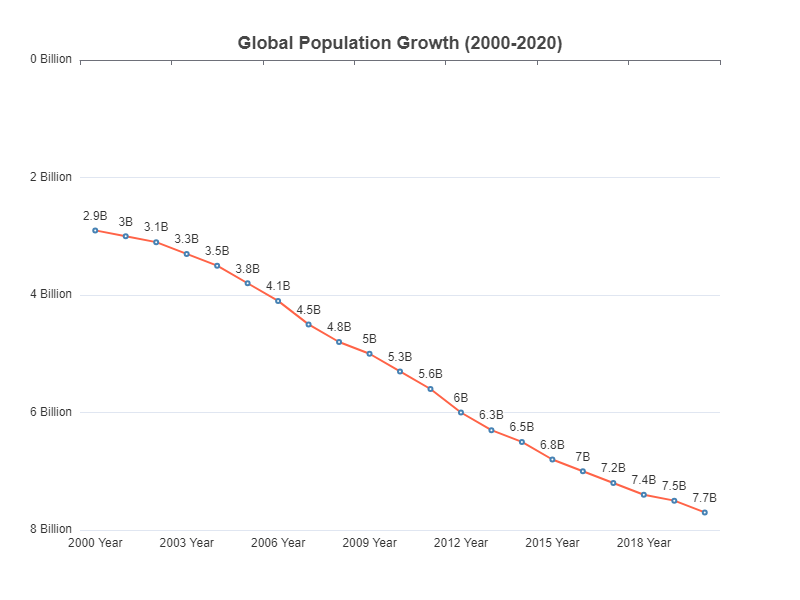 Global Population Growth (2000-2020)
0 Billion
2 Billion
2.9B
3B
3.1B
3.3B
3.5B
3.8B
4.1B
4 Billion
4.5B
4.8B
5B
5.3B
5.6B
6B
6 Billion
6.3B
6.5B
6.8B
7B
7.2B
7.4B
7.5B
7.7B
8 Billion
2000 Year 2003 Year 2006 Year 2009 Year 2012 Year 2015 Year 2018 Year